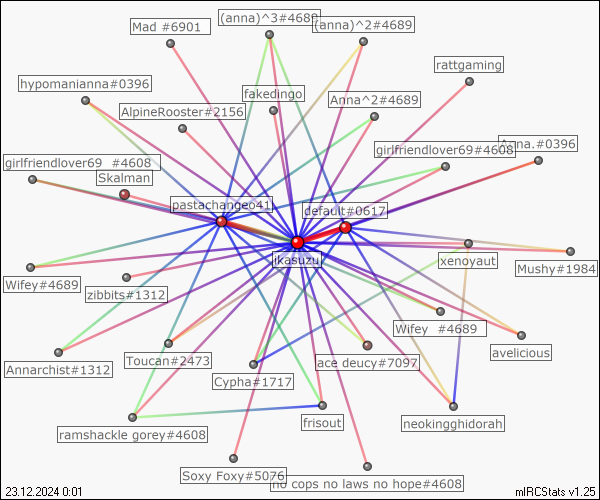 (anna)^3#4689
(anna)^2#4689
Mad #6901
rattgaming
hypomanianna#0396
fakedingo
Anna^2#4689
AlpineRooster#2156
Anna.#0396
girlfriendlover69#4608
girlfriendlover69 #4608
Skalman
pastachangeo41
default#0617
ikasuzu
xenoyaut
Mushy#1984
Wifey#4689
zibbits#1312
Wifey #4689
avelicious
Toucan#2473
ace deucy#7097
Annarchist#1312
Cypha#1717
frisout
neokingghidorah
ramshackle gorey#4608
Soxy Foxy#5076
no cops no laws no hope#4608
23.12.2024 0:01
mIRCStats v1.25